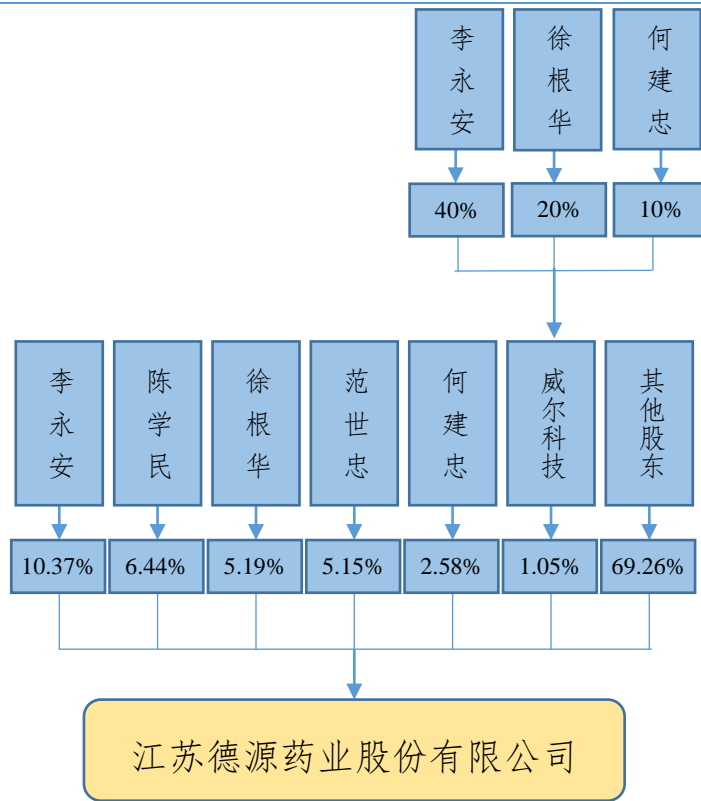 李永安
徐根华
何建忠
40%
20%
10%
李永安
陈学民
徐根华
范世忠
何建忠
威尔科技
其他股东
10.37%
6.44%
5.19%
5.15%
2.58%
1.05%
69.26%
江苏德源药业股份有限公司